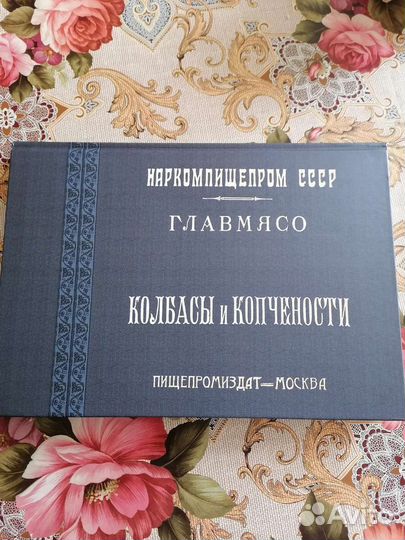 НАРКОМПИЩЕПРОМ СССР
ГЛАВМЯСО
КОЛБАСЫ и КОПЧЕНОСТИ
ПИЩЕПРОМИЗДАТ—МОСКВА
Avito